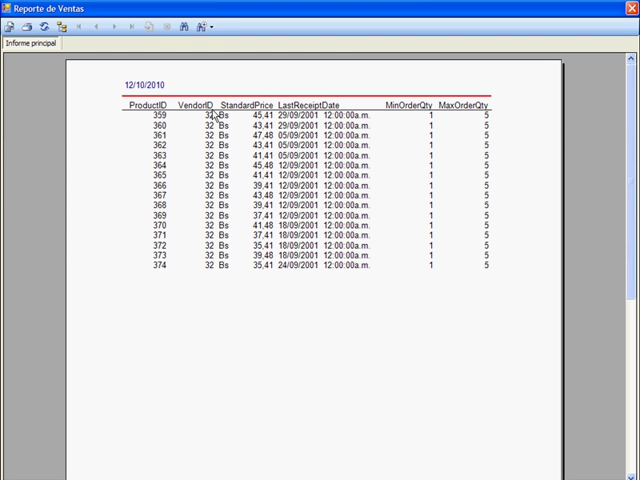 Reporte de Ventas
Informe principal
12/10/2010
ProductID VendorID StandardPrice LastReceiptDate MinOrderQty MaxOrderQty
359 32 Bs 45,41 29/09/2001 12:00:00a.m. 1 5
360 32 Bs 43,41 29/09/2001 12:00:00a.m. 1 5
361 32 Bs 47,48 05/09/2001 12:00:00a.m. 1 5
362 32 Bs 43,41 05/09/2001 12:00:00a.m. 1 5
363 32 Bs 41,41 05/09/2001 12:00:00a.m. 1 5
364 32 Bs 45,48 12/09/2001 12:00:00a.m. 1 5
365 32 Bs 41,41 12/09/2001 12:00:00a.m. 1 5
366 32 Bs 39,41 12/09/2001 12:00:00a.m. 1 5
367 32 Bs 43,48 12/09/2001 12:00:00a.m. 1 5
368 32 Bs 39,41 12/09/2001 12:00:00a.m. 1 5
369 32 Bs 37,41 12/09/2001 12:00:00a.m. 1 5
370 32 Bs 41,48 18/09/2001 12:00:00a.m. 1 5
371 32 Bs 37,41 18/09/2001 12:00:00a.m. 1 5
372 32 Bs 35,41 18/09/2001 12:00:00a.m. 1 5
373 32 Bs 39,48 18/09/2001 12:00:00a.m. 1 5
374 32 Bs 35,41 24/09/2001 12:00:00a.m. 1 5